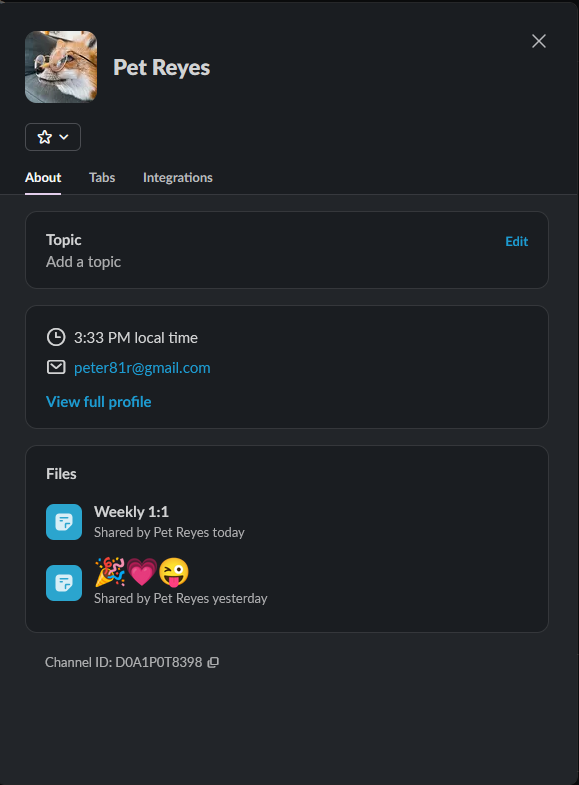 Pet Reyes
About Tabs Integrations
Topic
Edit
Add a topic
3:33 PM local time
peter81r@gmail.com
View full profile
Files
Weekly 1:1
Shared by Pet Reyes today
🎉💗😜
Shared by Pet Reyes yesterday
Channel ID: D0A1P0T8398